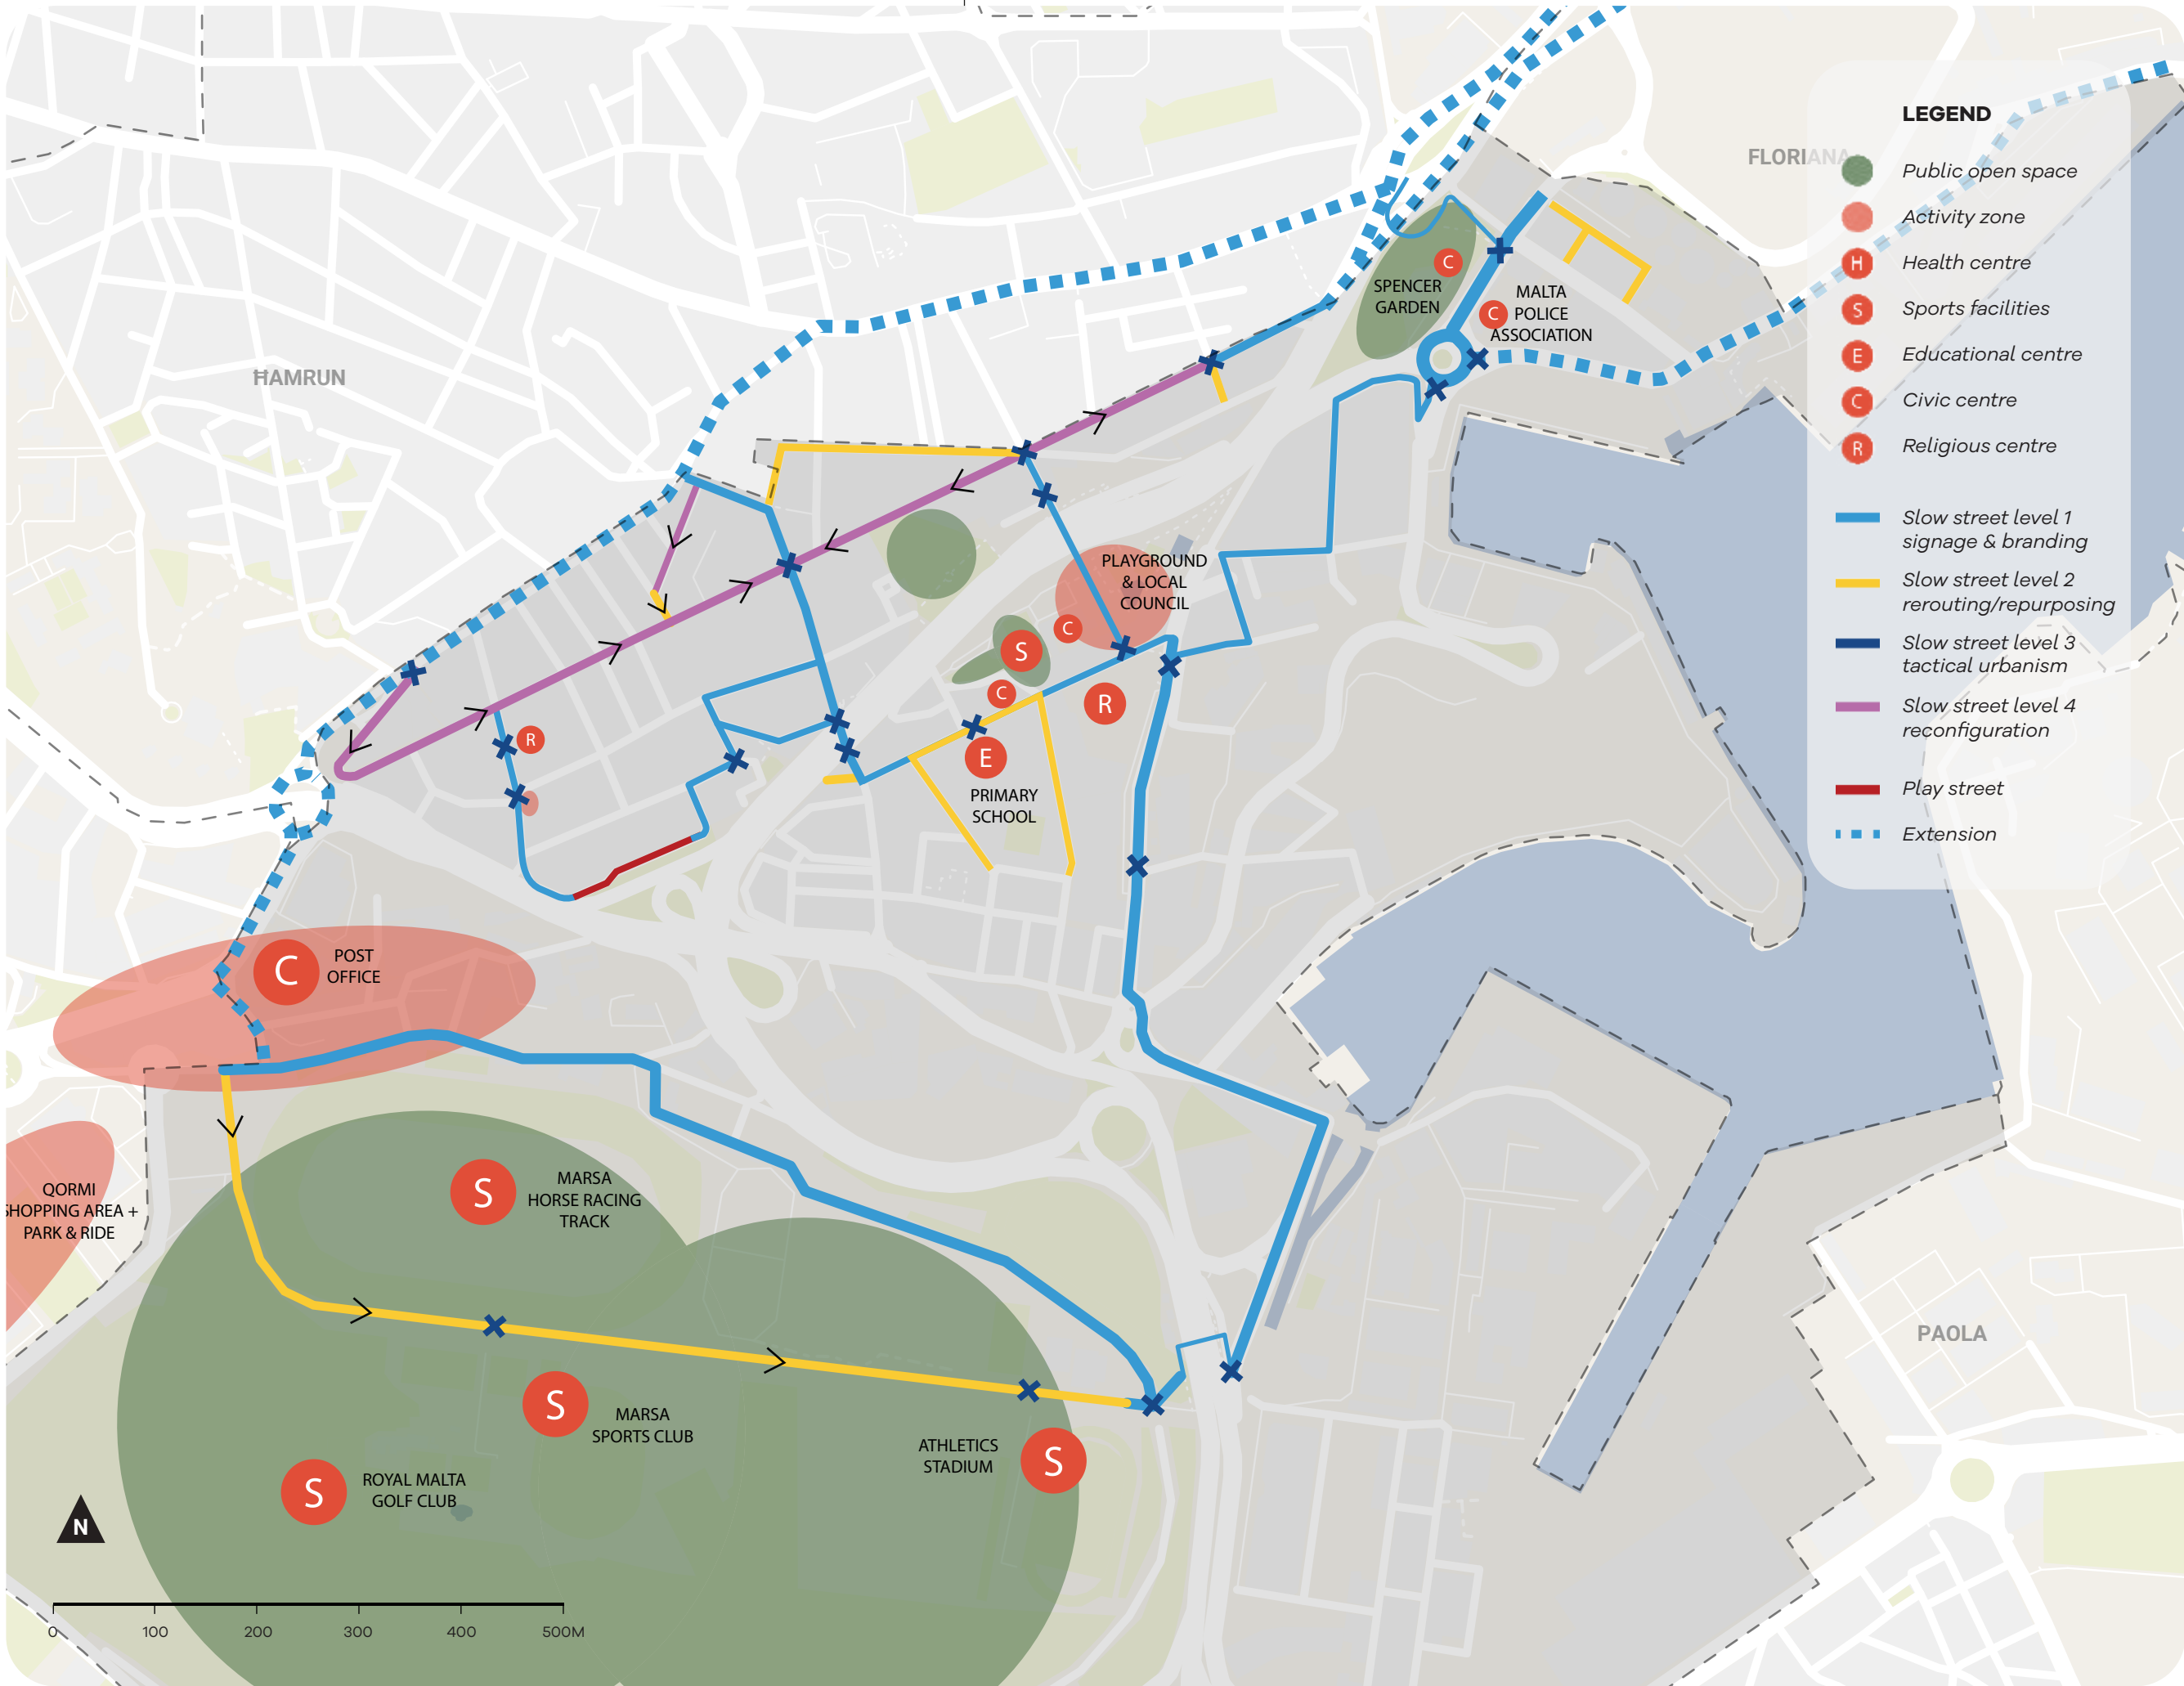 LEGEND
Public open space
Activity zone
H
Health centre
S
Sports facilities
E
Educational centre
C
Civic centre
R
Religious centre
Slow street level 1
signage & branding
Slow street level 2
rerouting/repurposing
Slow street level 3
tactical urbanism
Slow street level 4
reconfiguration
Play street
Extension
FLORIANA
ĦAMRUN
C
SPENCER
GARDEN
C
MALTA
POLICE
ASSOCIATION
PLAYGROUND
& LOCAL
COUNCIL
C
S
C
R
R
E
PRIMARY
SCHOOL
C
POST
OFFICE
QORMI
SHOPPING AREA +
PARK & RIDE
S
MARSA
HORSE RACING
TRACK
PAOLA
S
MARSA
SPORTS CLUB
ATHLETICS
STADIUM
S
S
ROYAL MALTA
GOLF CLUB
N
0 100 200 300 400 500M